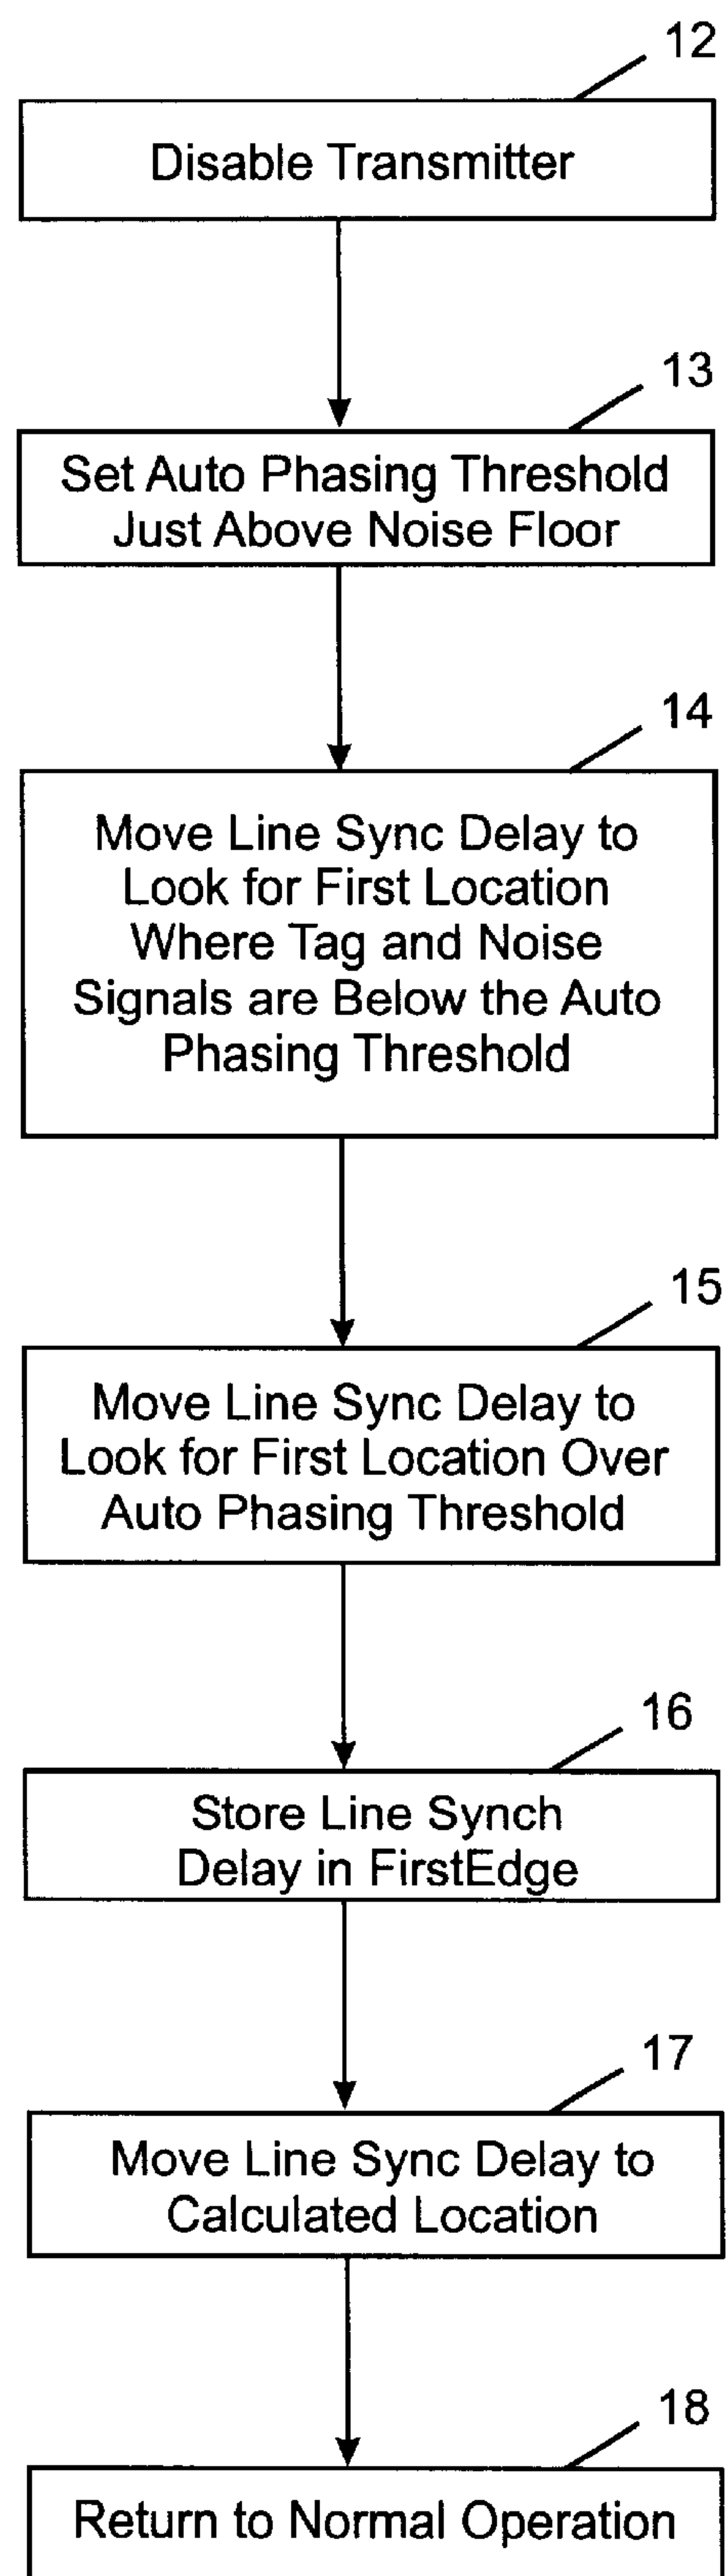 12
Disable Transmitter
13
Set Auto Phasing Threshold
Just Above Noise Floor
14
Move Line Sync Delay to
Look for First Location
Where Tag and Noise
Signals are Below the Auto
Phasing Threshold
15
Move Line Sync Delay to
Look for First Location Over
Auto Phasing Threshold
16
Store Line Synch
Delay in FirstEdge
17
Move Line Sync Delay to
Calculated Location
18
Return to Normal Operation